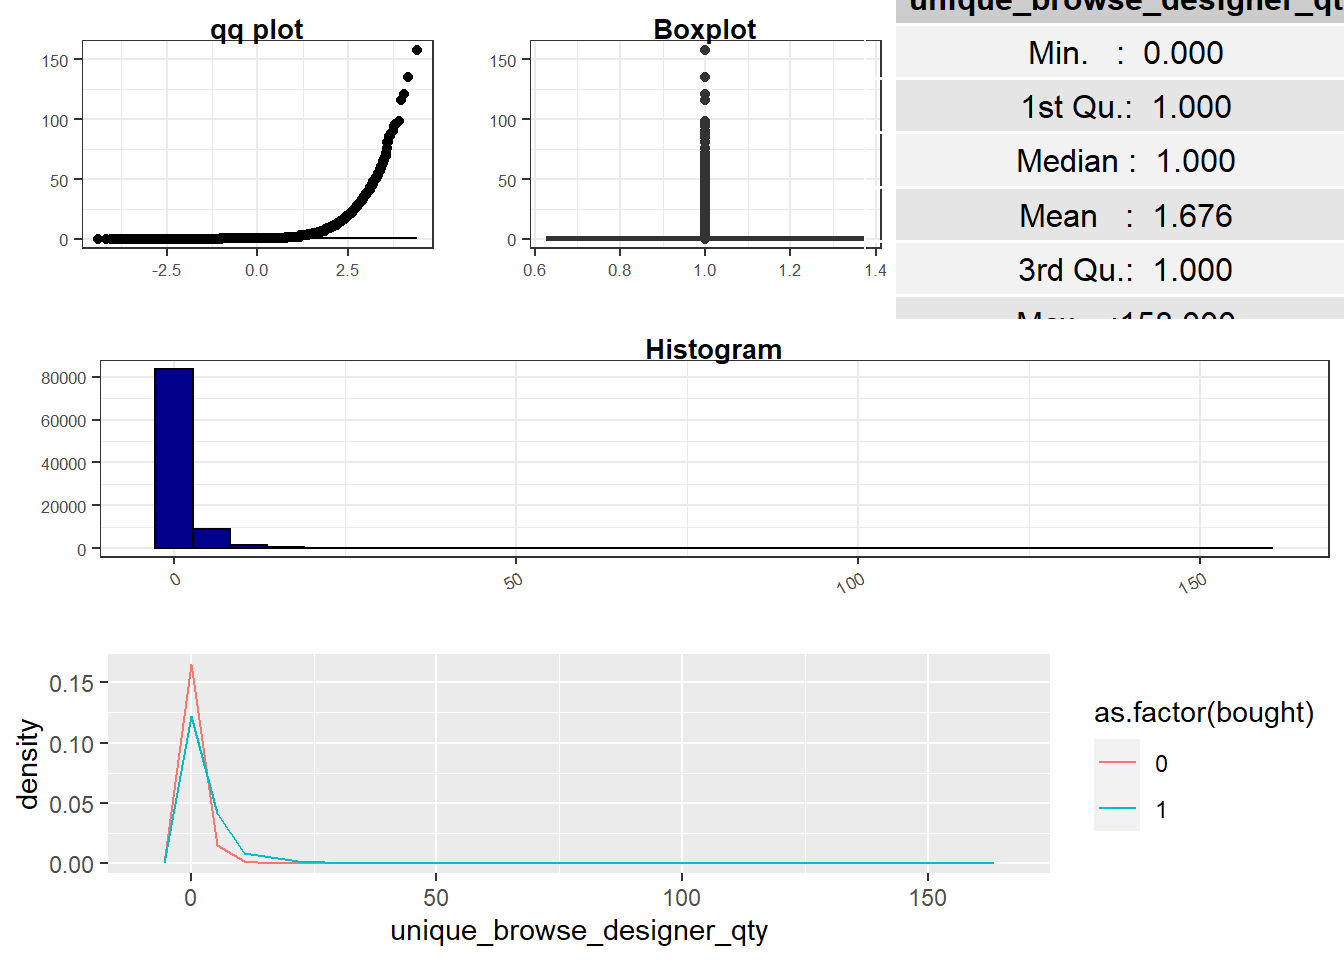 qq plot
150
100
50
0
-2.5 0.0 2.5
Boxplot
150
100
50
0
0.6 0.8 1.0 1.2 1.4
unique_browse_designer_qt
Min. : 0.000
1st Qu.: 1.000
Median : 1.000
Mean : 1.676
3rd Qu.: 1.000
Max. :158.000
Histogram
80000
60000
40000
20000
0
0 50 100 150
density
0.15
0.10
0.05
0.00
0 50 100 150
unique_browse_designer_qty
as.factor(bought)
0
1